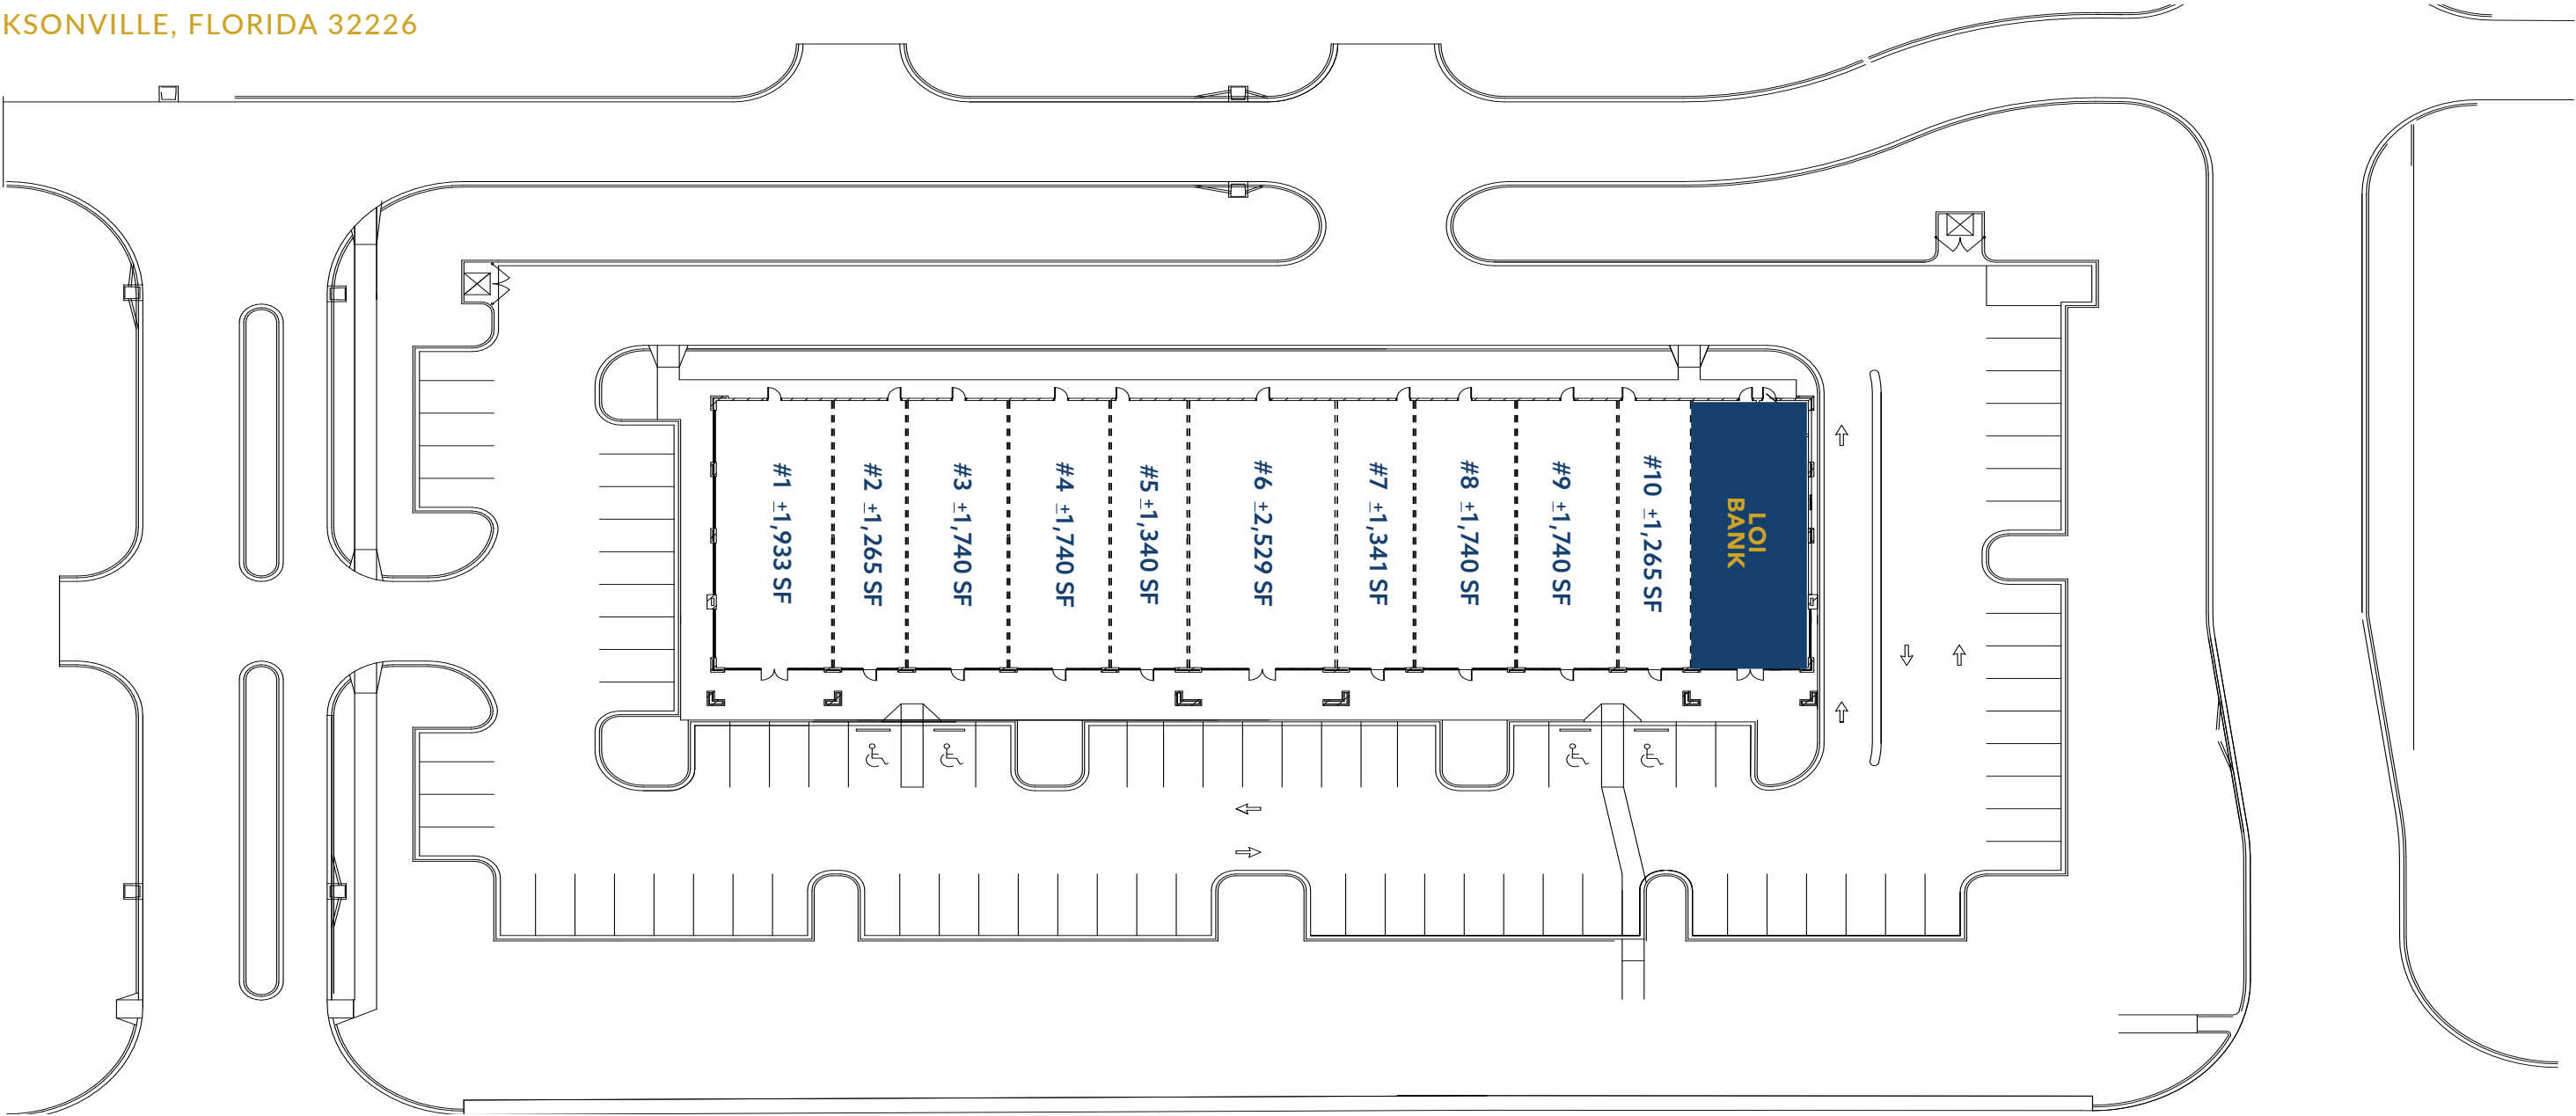 KSONVILLE, FLORIDA 32226
#1 ±1,933 SF
#2 ±1,265 SF
#3 ±1,740 SF
#4 ±1,740 SF
#5 ±1,340 SF
#6 ±2,529 SF
#7 ±1,341 SF
#8 ±1,740 SF
#9 ±1,740 SF
#10 ±1,265 SF
LOI
BANK